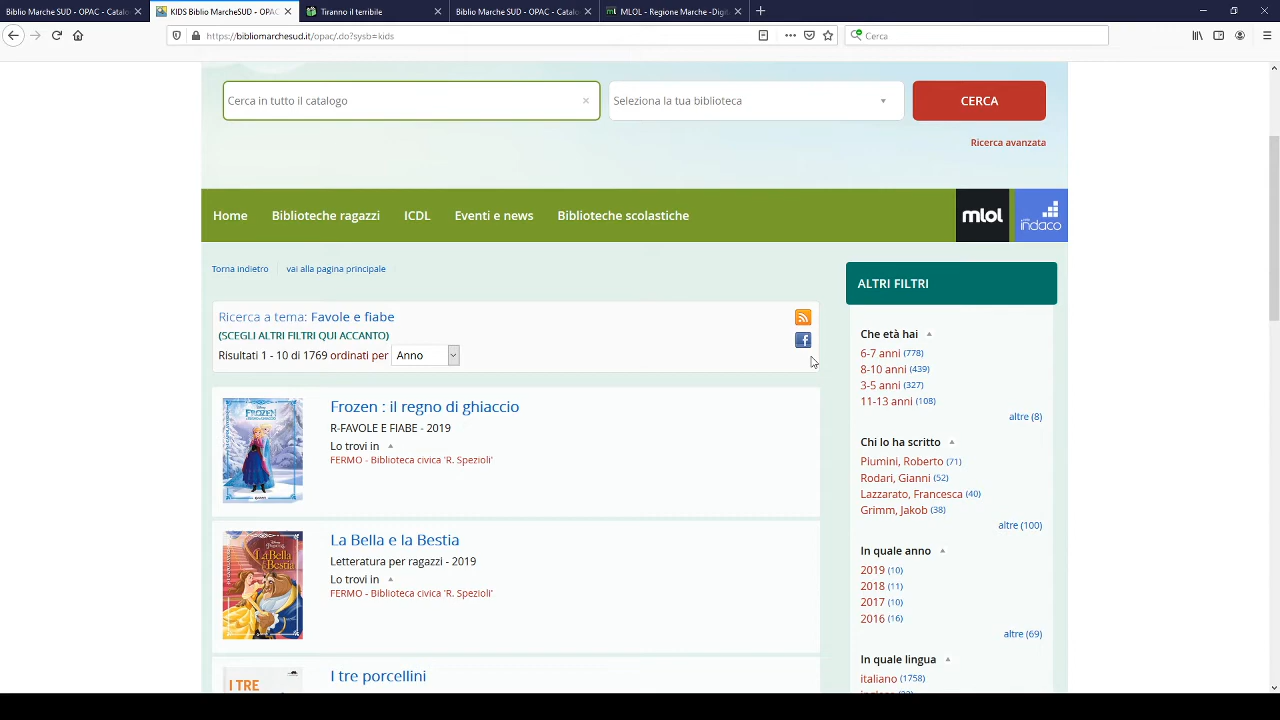 Biblio Marche SUD - OPAC - Catalo
KIDS Biblio MarcheSUD - OPAC
Tiranno il terribile
Biblio Marche SUD - OPAC - Catalo
MLOL - Regione Marche -Digit
https://bibliomarchesud.it/opac/.do?sysb=kids
Cerca
Cerca in tutto il catalogo
Seleziona la tua biblioteca
CERCA
Ricerca avanzata
Home
Biblioteche ragazzi
ICDL
Eventi e news
Biblioteche scolastiche
mlol
indaco
Torna indietro
vai alla pagina principale
Ricerca a tema: Favole e fiabe
(SCEGLI ALTRI FILTRI QUI ACCANTO)
Risultati 1 - 10 di 1769 ordinati per Anno
FROZEN
Frozen : il regno di ghiaccio
R-FAVOLE E FIABE - 2019
Lo trovi in
FERMO - Biblioteca civica 'R. Spezioli'
La Bella e la Bestia
La Bella e la Bestia
Letteratura per ragazzi - 2019
Lo trovi in
FERMO - Biblioteca civica 'R. Spezioli'
I TRE
I tre porcellini
ALTRI FILTRI
Che età hai
6-7 anni (778)
8-10 anni (439)
3-5 anni (327)
11-13 anni (108)
altre (8)
Chi lo ha scritto
Piumini, Roberto (71)
Rodari, Gianni (52)
Lazzarato, Francesca (40)
Grimm, Jakob (38)
altre (100)
In quale anno
2019 (10)
2018 (11)
2017 (10)
2016 (16)
altre (69)
In quale lingua
italiano (1758)